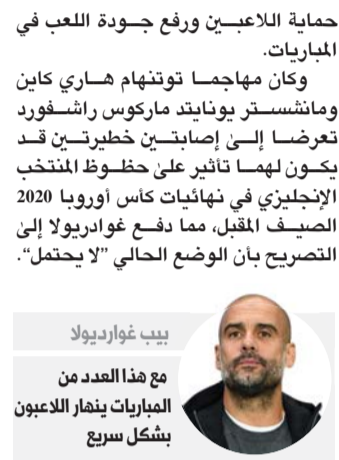 حماية اللاعبين ورفع جودة اللعب في
المباريات.
وكان مهاجما توتنهام هاري كاين
ومانشستر يونايتد ماركوس راشفورد
تعرضا إلى إصابتين خطيرتين قد
يكون لهما تأثير على حظوظ المنتخب
الإنجليزي في نهائيات كأس أوروبا 2020
الصيف المقبل، مما دفع غوادريولا إلى
التصريح بأن الوضع الحالي ”لا يحتمل“.
بيب غوارديولا
مع هذا العدد من
المباريات ينهار اللاعبون
بشكل سريع